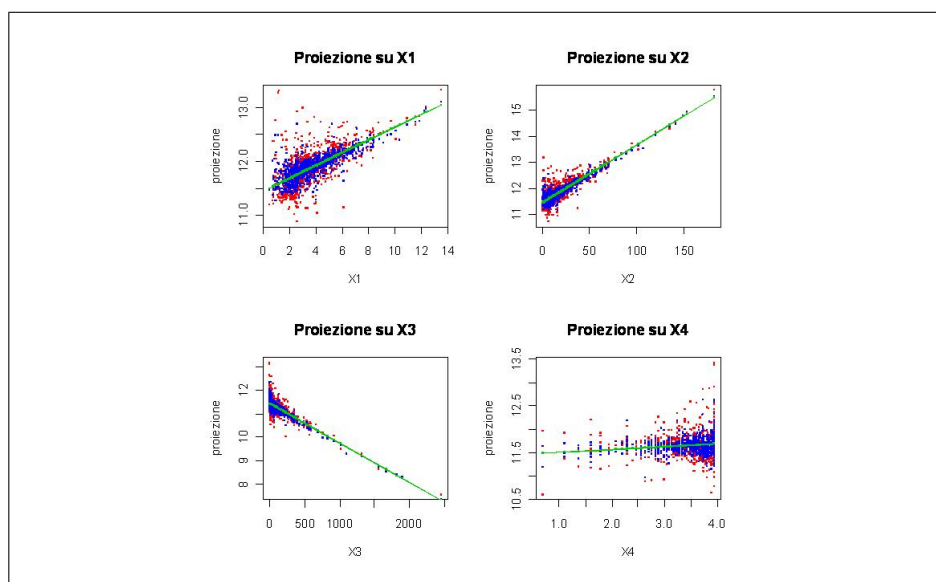 Proiezione su X1
proiezione
11.0 12.0 13.0
0 2 4 6 8 10 12 14
X1
Proiezione su X2
proiezione
11 12 13 14 15
0 50 100 150
X2
Proiezione su X3
proiezione
8 9 10 12
0 500 1000 2000
X3
Proiezione su X4
proiezione
10.5 11.5 12.5 13.5
1.0 2.0 3.0 4.0
X4